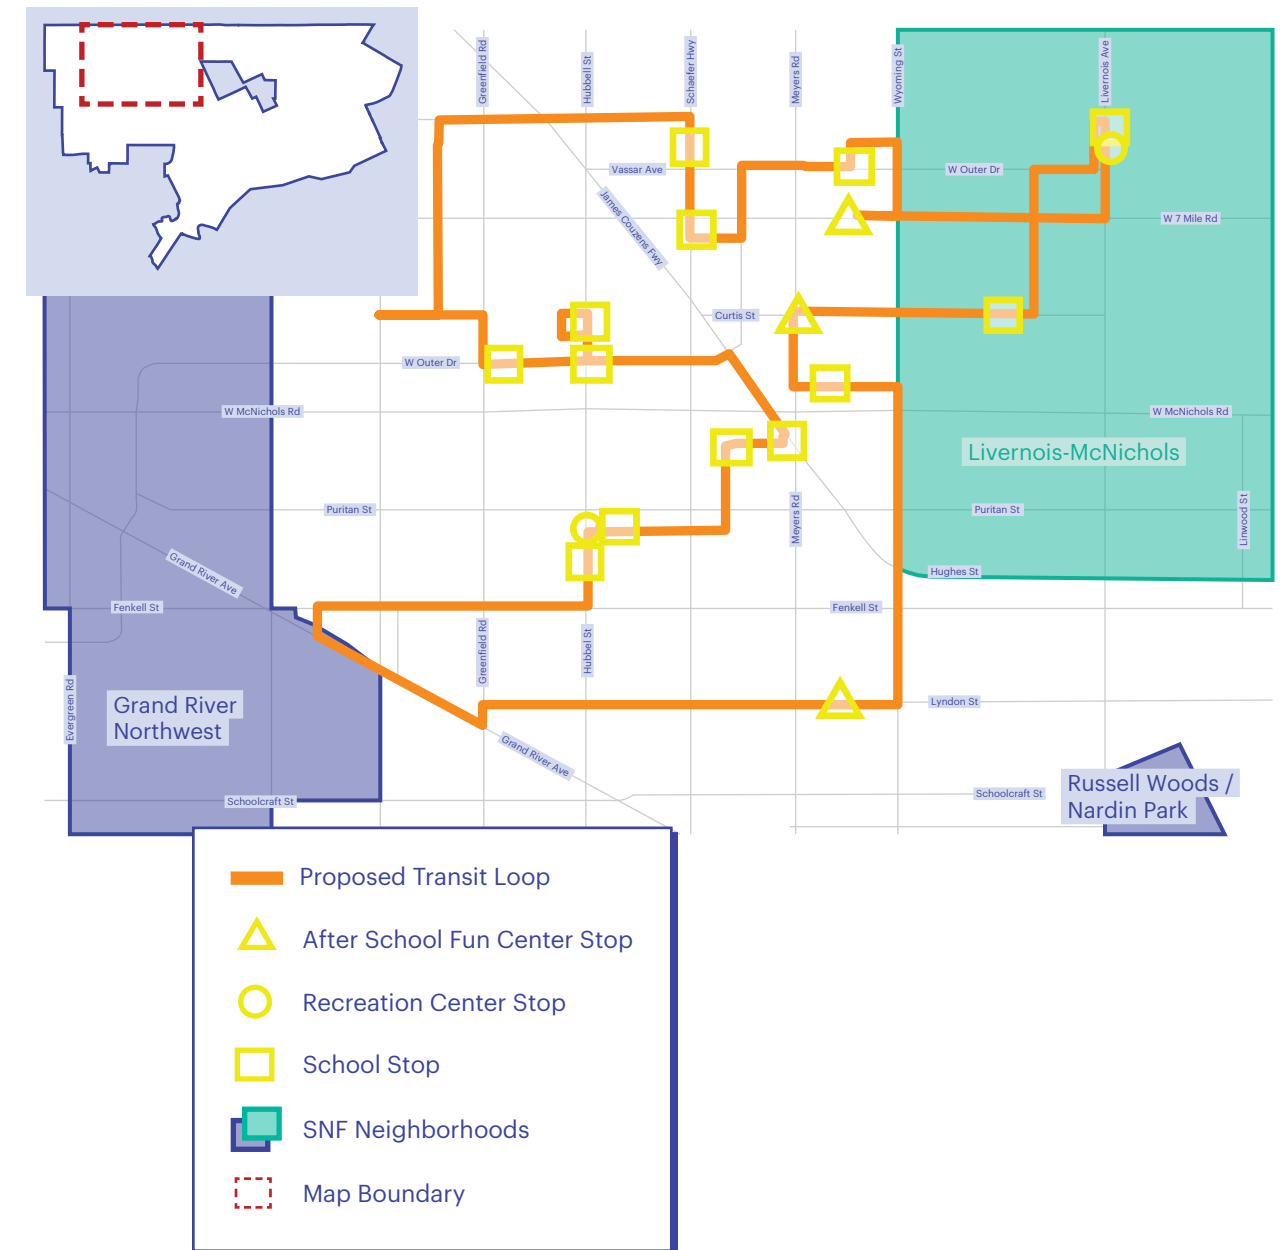 Greenfield Rd
Hubbell St
Schaefer Hwy
Meyers Rd
Wyoming St
Livernois Ave
Vassar Ave
W Outer Dr
James Couzens Fwy
W 7 Mile Rd
Curtis St
W Outer Dr
W McNichols Rd
W McNichols Rd
Livernois-McNichols
Puritan St
Meyers Rd
Puritan St
Linwood St
Grand River Ave
Hughes St
Fenkell St
Fenkell St
Greenfield Rd
Hubbel St
Evergreen Rd
Grand River
Northwest
Lyndon St
Grand River Ave
Schoolcraft St
Schoolcraft St
Russell Woods /
Nardin Park
Proposed Transit Loop
After School Fun Center Stop
Recreation Center Stop
School Stop
SNF Neighborhoods
Map Boundary